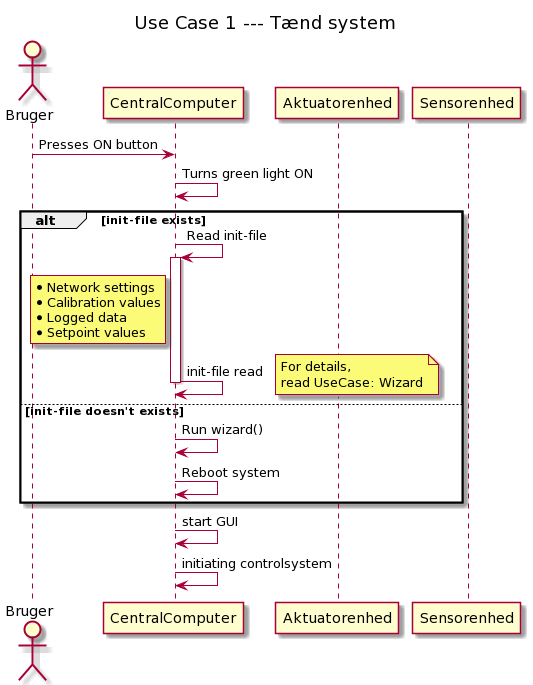 Use Case 1 --- Tænd system
Bruger
CentralComputer
Aktuatorenhed
Sensorenhed
Presses ON button
Turns green light ON
alt
[init-file exists]
Read init-file
• Network settings
• Calibration values
• Logged data
• Setpoint values
init-file read
For details,
read UseCase: Wizard
[init-file doesn't exists]
Run wizard()
Reboot system
start GUI
initiating controlsystem
Bruger
CentralComputer
Aktuatorenhed
Sensorenhed